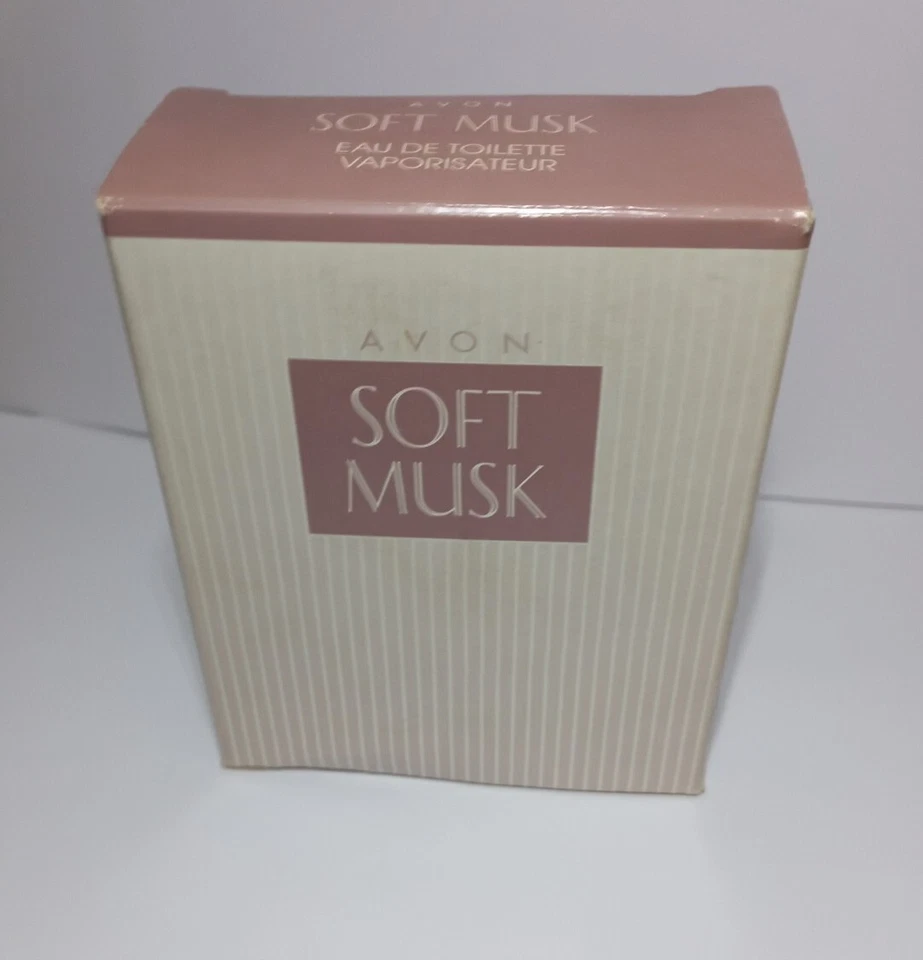 AVON
SOFT MUSK
EAU DE TOILETTE
VAPORISATEUR
AVON
SOFT
MUSK